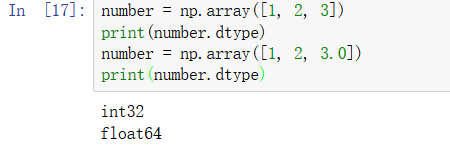 In [17]: number = np.array([1, 2, 3])
print(number.dtype)
number = np.array([1, 2, 3.0])
print(number.dtype)
int32
float64